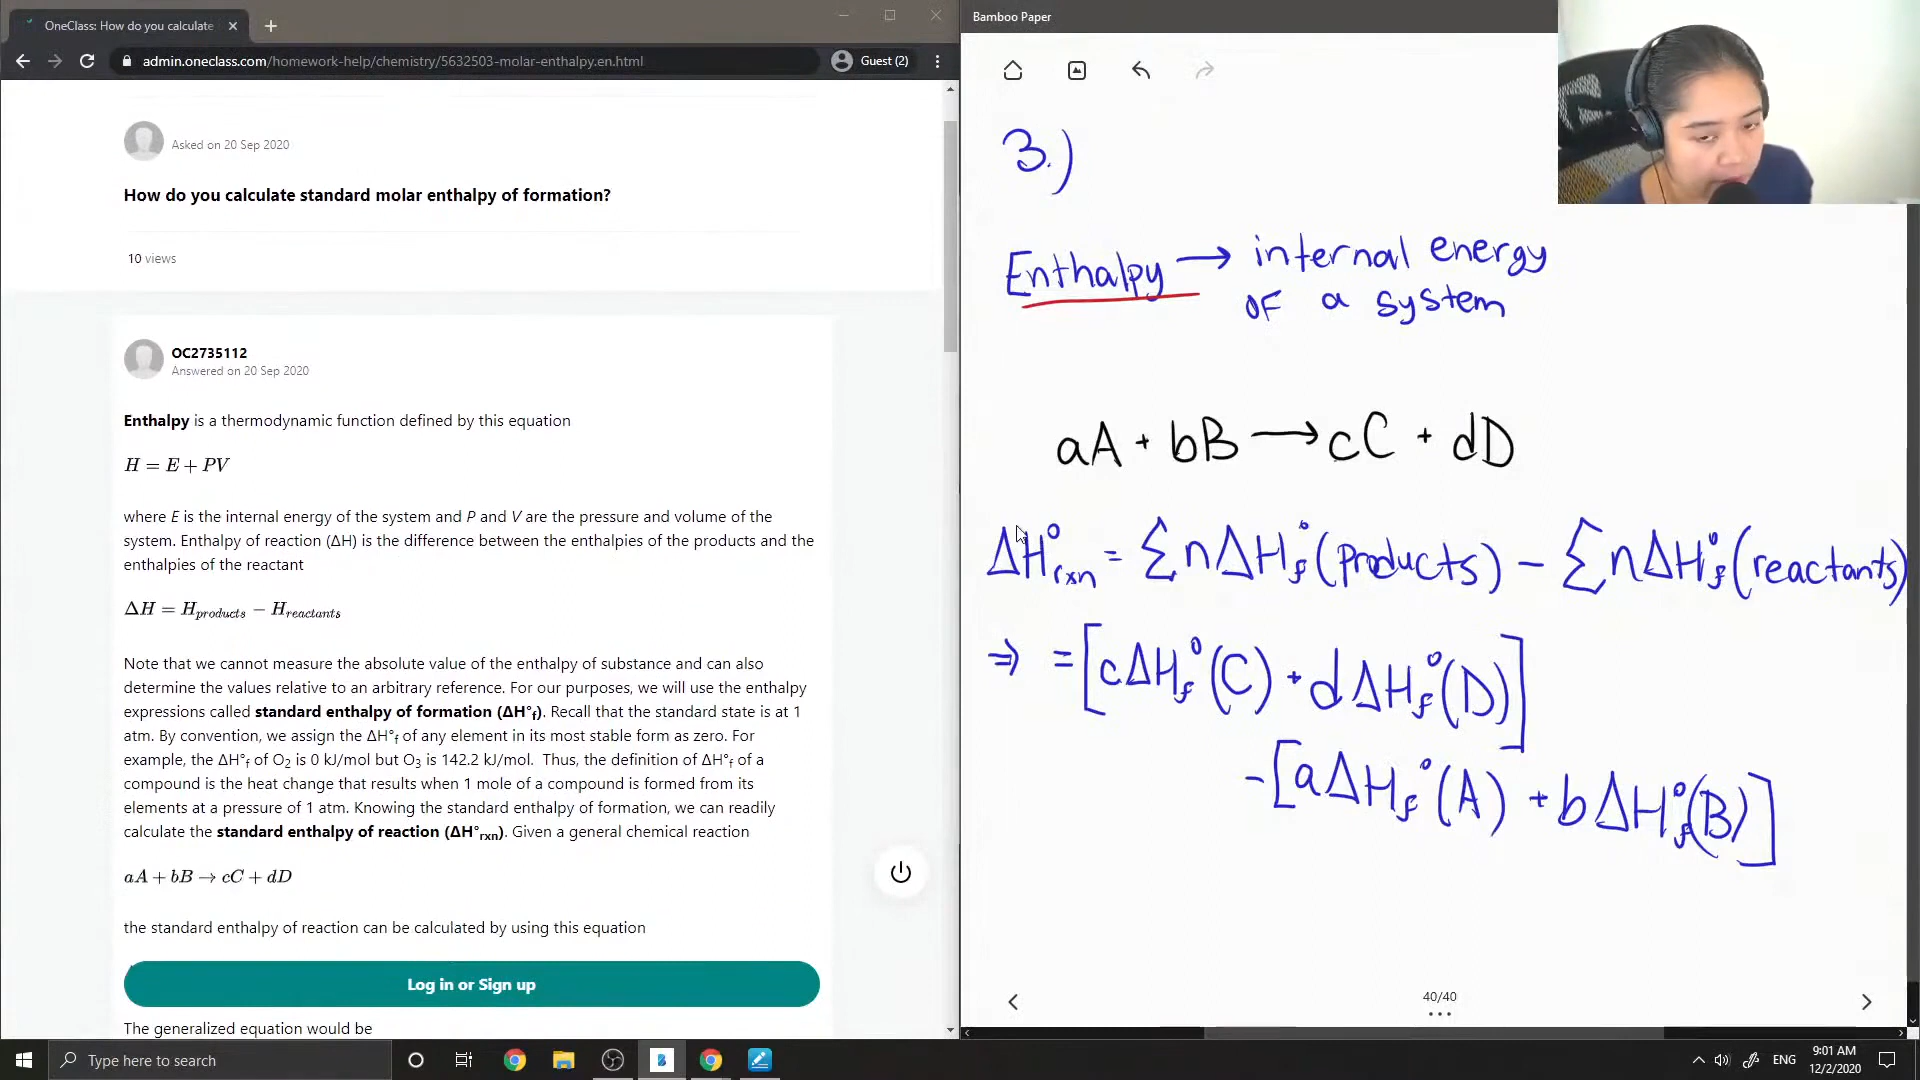 OneClass: How do you calculate
admin.oneclass.com/homework-help/chemistry/5632503-molar-enthalpy.en.html
Guest (2)
Asked on 20 Sep 2020
How do you calculate standard molar enthalpy of formation?
10 views
OC2735112
Answered on 20 Sep 2020
Enthalpy is a thermodynamic function defined by this equation
H = E + PV
where E is the internal energy of the system and P and V are the pressure and volume of the
system. Enthalpy of reaction (ΔH) is the difference between the enthalpies of the products and the
enthalpies of the reactant
ΔH = H_products − H_reactants
Note that we cannot measure the absolute value of the enthalpy of substance and can also
determine the values relative to an arbitrary reference. For our purposes, we will use the enthalpy
expressions called standard enthalpy of formation (ΔH°f). Recall that the standard state is at 1
atm. By convention, we assign the ΔH°f of any element in its most stable form as zero. For
example, the ΔH°f of O2 is 0 kJ/mol but O3 is 142.2 kJ/mol. Thus, the definition of ΔH°f of a
compound is the heat change that results when 1 mole of a compound is formed from its
elements at a pressure of 1 atm. Knowing the standard enthalpy of formation, we can readily
calculate the standard enthalpy of reaction (ΔH°rxn). Given a general chemical reaction
aA + bB → cC + dD
the standard enthalpy of reaction can be calculated by using this equation
Log in or Sign up
The generalized equation would be
Bamboo Paper
3.)
Enthalpy → internal energy
of a system
aA + bB → cC + dD
ΔH°rxn = ΣnΔH°f (products) − ΣnΔH°f (reactants)
⇒ = [cΔH°f (C) + dΔH°f (D)]
- [aΔH°f (A) + bΔH°f (B)]
40/40
Type here to search
ENG
9:01 AM
12/2/2020